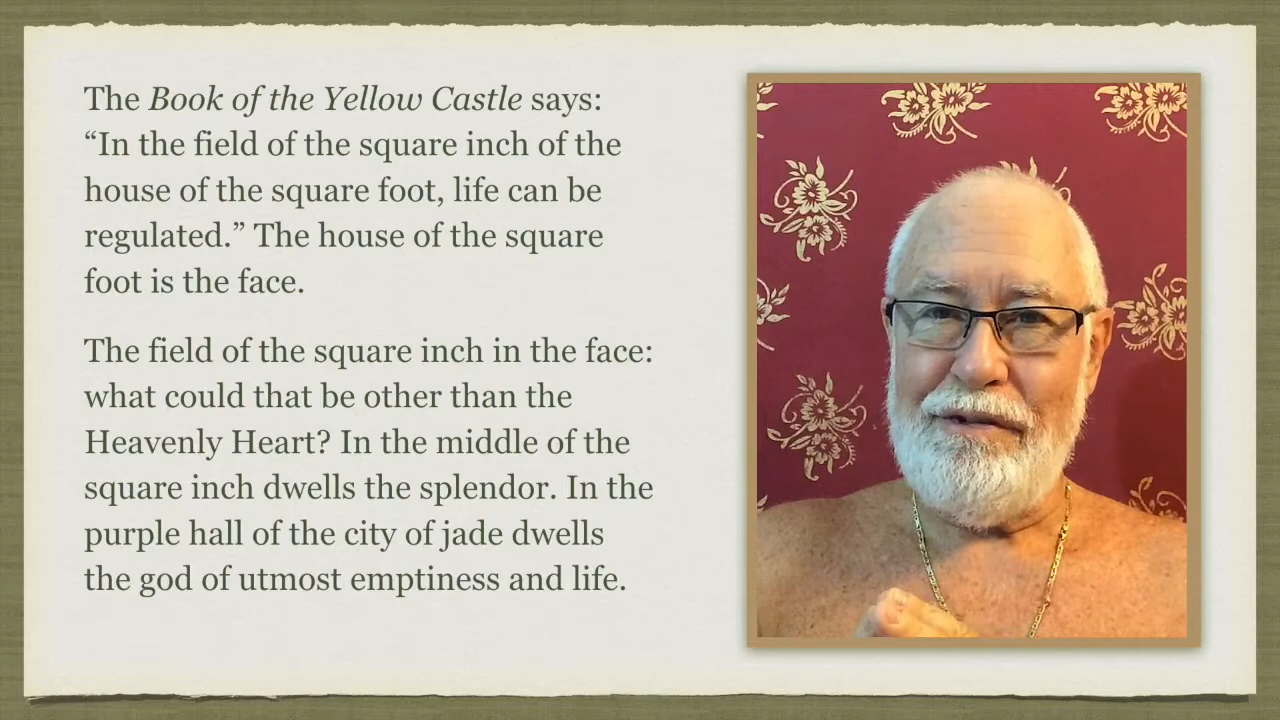 The Book of the Yellow Castle says:
“In the field of the square inch of the
house of the square foot, life can be
regulated.” The house of the square
foot is the face.
The field of the square inch in the face:
what could that be other than the
Heavenly Heart? In the middle of the
square inch dwells the splendor. In the
purple hall of the city of jade dwells
the god of utmost emptiness and life.